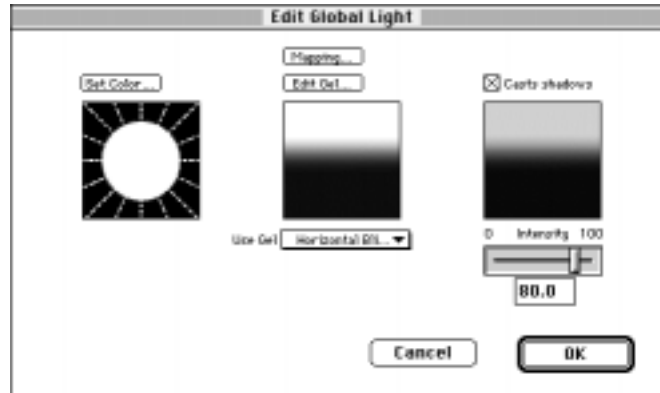 Edit Global Light
Mapping...
Set Color...
Edit Gel...
Casts shadows
Use Gel
0 Intensity 100
80.0
Cancel
OK